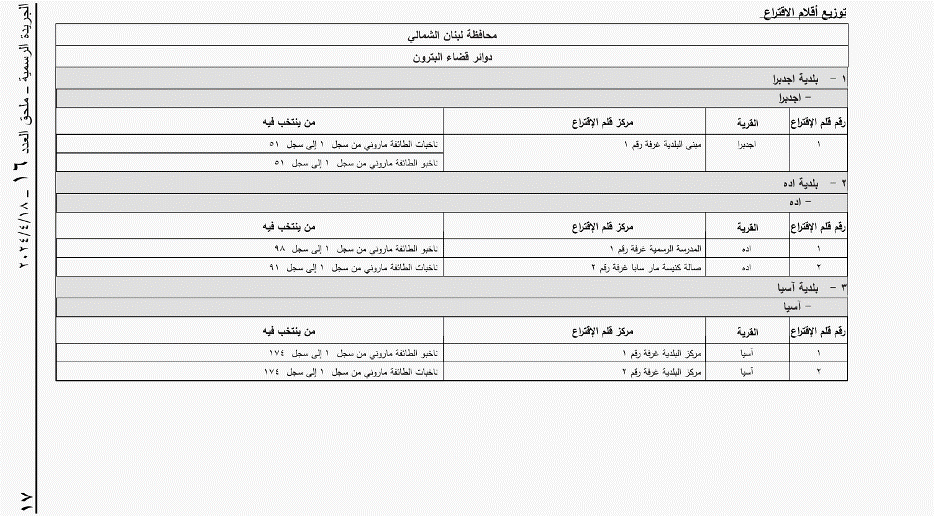 توزيع أقلام الاقتراع
محافظة لبنان الشمالي
دوائر قضاء البترون
١ - بلدية اجدبرا
- اجدبرا
رقم قلم الإقتراع القرية مركز قلم الإقتراع من ينتخب فيه
١ اجدبرا مبنى البلدية غرفة رقم ١ ناخبات الطائفة ماروني من سجل ١ إلى سجل ٥١
ناخبو الطائفة ماروني من سجل ١ إلى سجل ٥١
٢ - بلدية اده
- اده
رقم قلم الإقتراع القرية مركز قلم الإقتراع من ينتخب فيه
١ اده المدرسة الرسمية غرفة رقم ١ ناخبو الطائفة ماروني من سجل ١ إلى سجل ٩٨
٢ اده صالة كنيسة مار سابا غرفة رقم ٢ ناخبات الطائفة ماروني من سجل ١ إلى سجل ٩١
٣ - بلدية آسيا
- آسيا
رقم قلم الإقتراع القرية مركز قلم الإقتراع من ينتخب فيه
١ آسيا مركز البلدية غرفة رقم ١ ناخبو الطائفة ماروني من سجل ١ إلى سجل ١٧٤
٢ آسيا مركز البلدية غرفة رقم ٢ ناخبات الطائفة ماروني من سجل ١ إلى سجل ١٧٤
الجريدة الرسمية – ملحق العدد ١٦ – ٢٠٢٤/٤/١٨
١٧